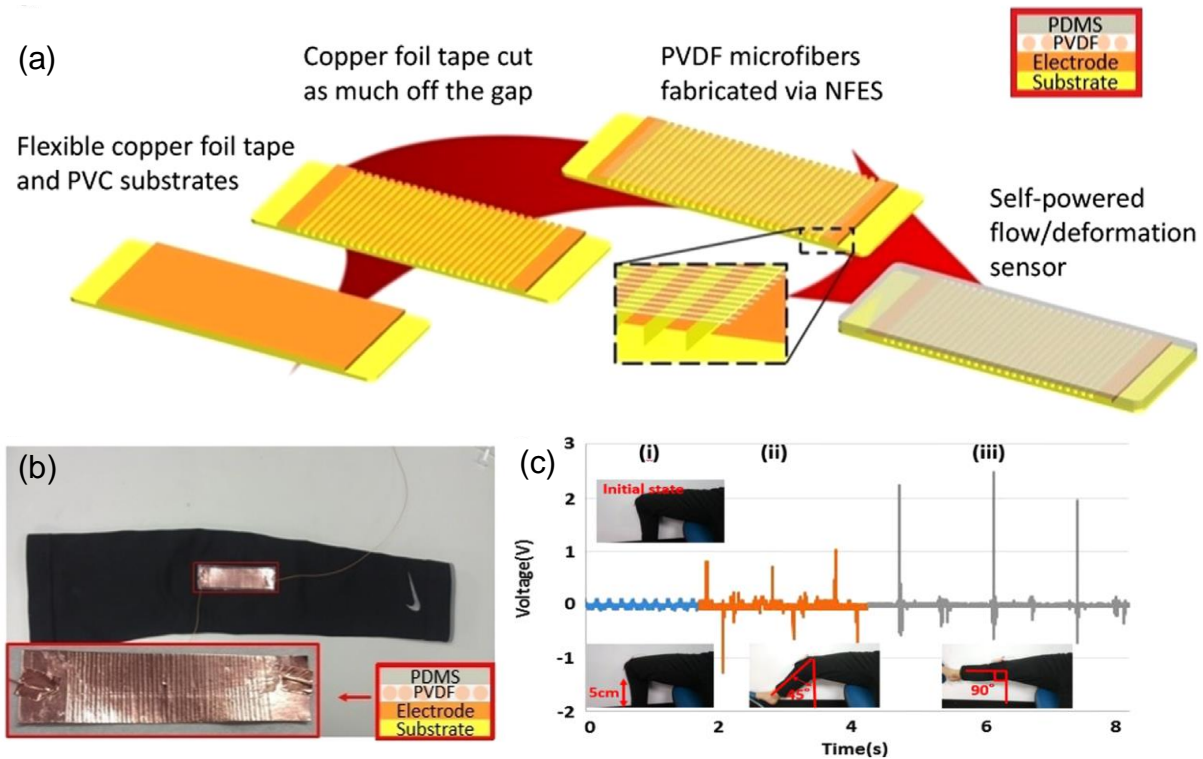 (a)
Flexible copper foil tape
and PVC substrates
Copper foil tape cut
as much off the gap
PVDF microfibers
fabricated via NFES
PDMS
PVDF
Electrode
Substrate
Self-powered
flow/deformation
sensor
(b)
PDMS
PVDF
Electrode
Substrate
(c)
Voltage(V)
3
2
1
0
-1
-2
(i)
(ii)
(iii)
Initial state
5cm
45°
90°
0
2
4
6
8
Time(s)